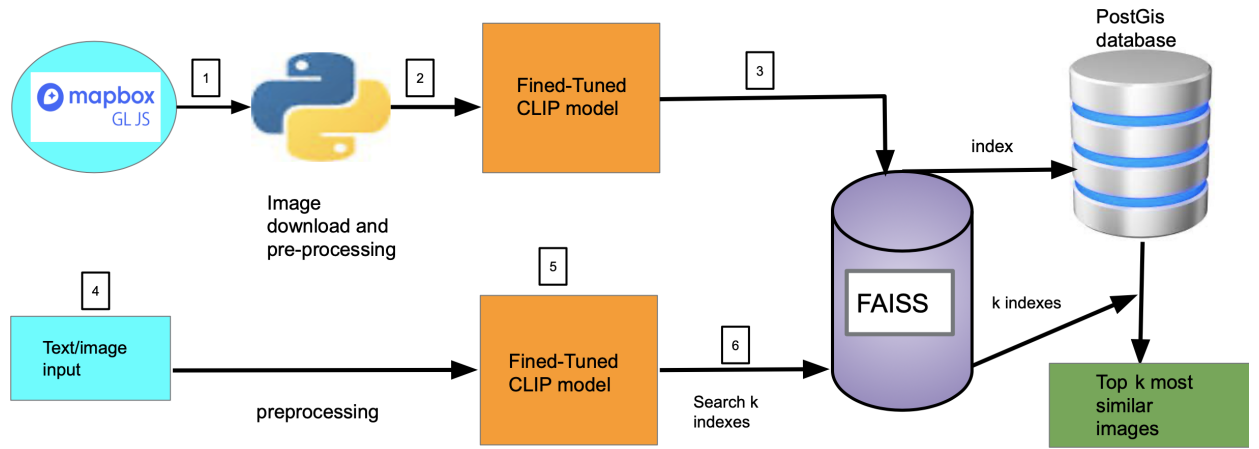 PostGis
database
1
2
3
mapbox
GL JS
Fined-Tuned
CLIP model
index
Image
download and
pre-processing
4
5
FAISS
k indexes
6
Text/image
input
Fined-Tuned
CLIP model
preprocessing
Search k
indexes
Top k most
similar
images